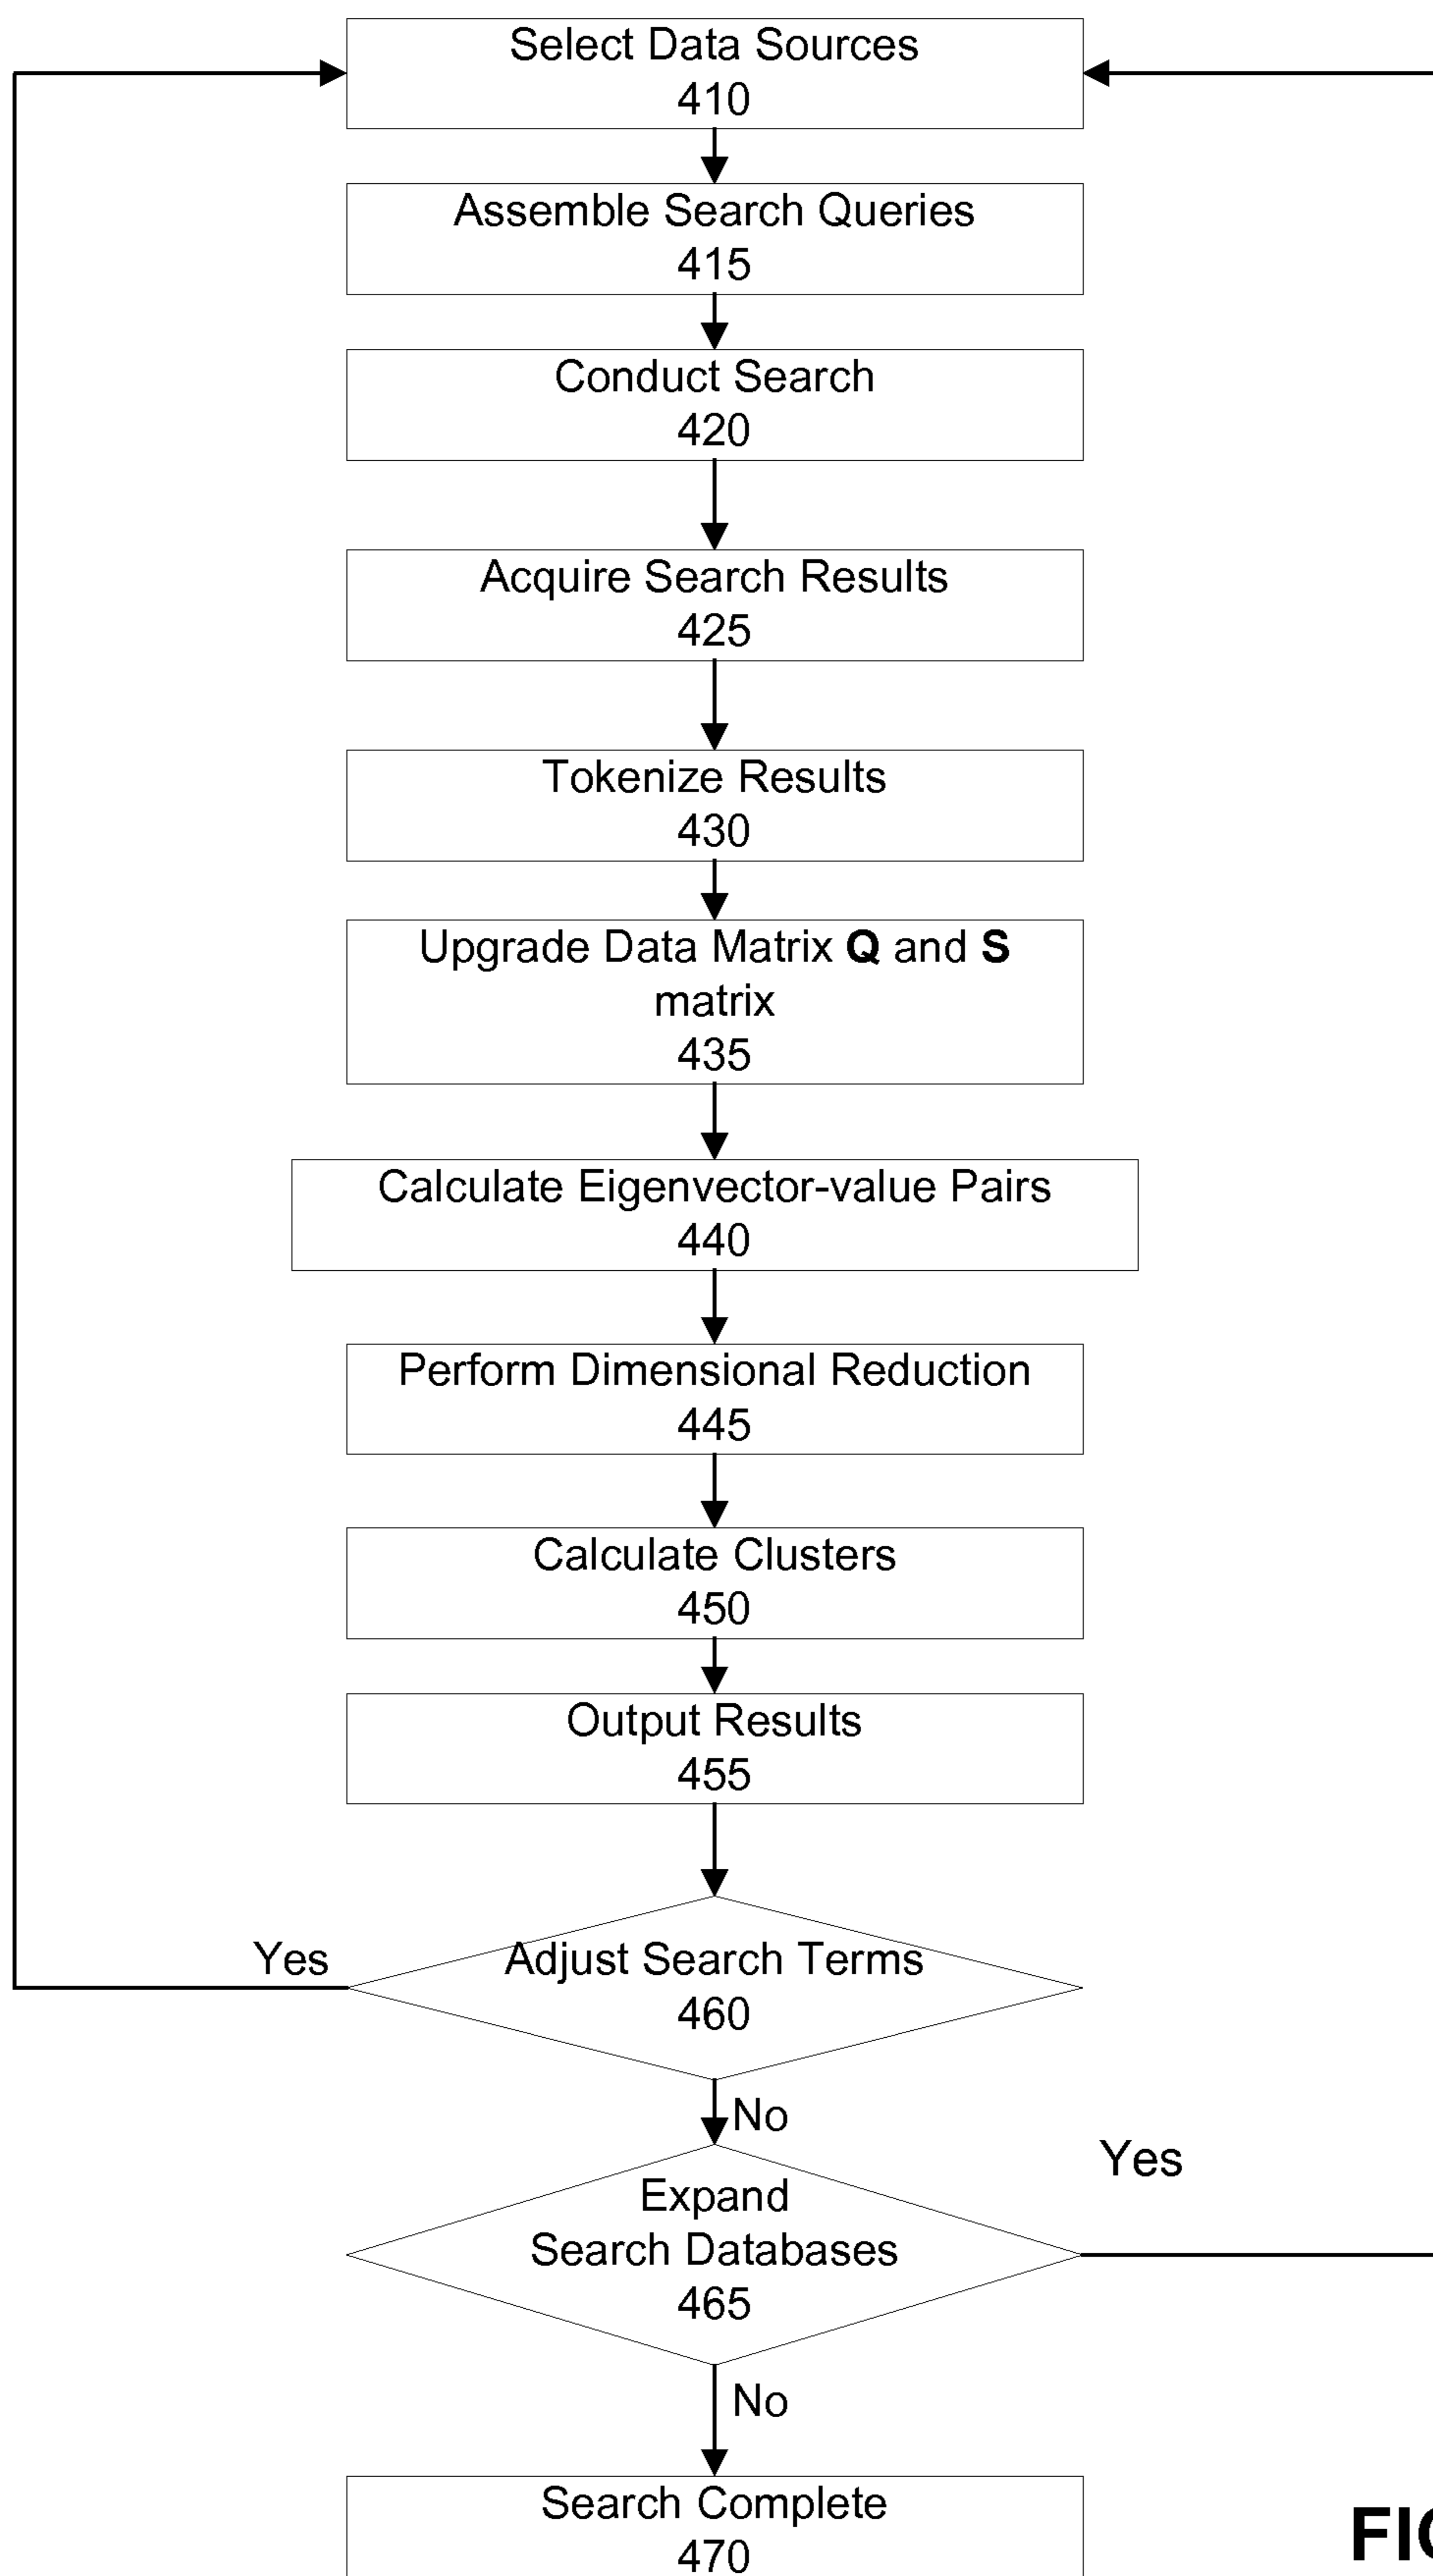 Select Data Sources
410
Assemble Search Queries
415
Conduct Search
420
Acquire Search Results
425
Tokenize Results
430
Upgrade Data Matrix Q and S
matrix
435
Calculate Eigenvector-value Pairs
440
Perform Dimensional Reduction
445
Calculate Clusters
450
Output Results
455
Yes
Adjust Search Terms
460
No
Yes
Expand
Search Databases
465
No
Search Complete
470